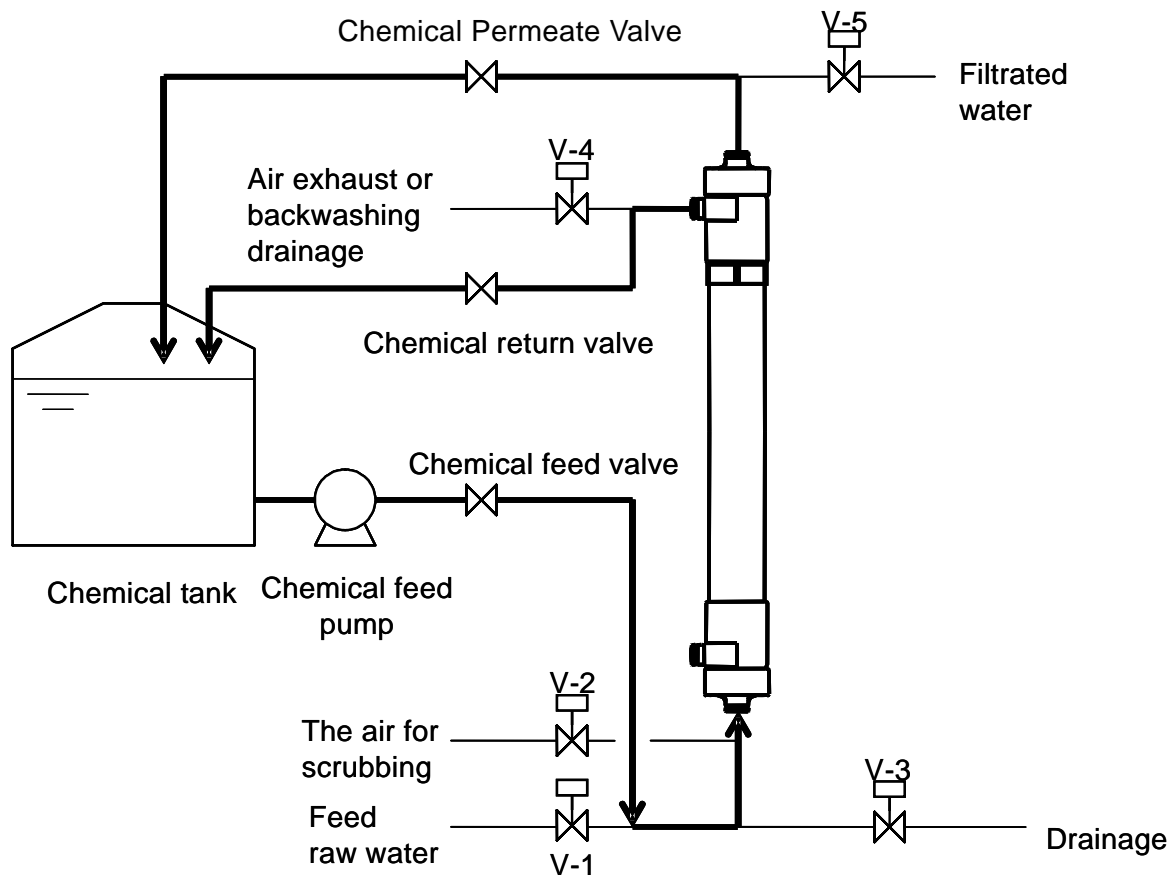 V-5
Chemical Permeate Valve
Filtrated
water
V-4
Air exhaust or
backwashing
drainage
Chemical return valve
Chemical feed valve
Chemical tank
Chemical feed
pump
V-2
The air for
scrubbing
V-3
Feed
raw water
V-1
Drainage